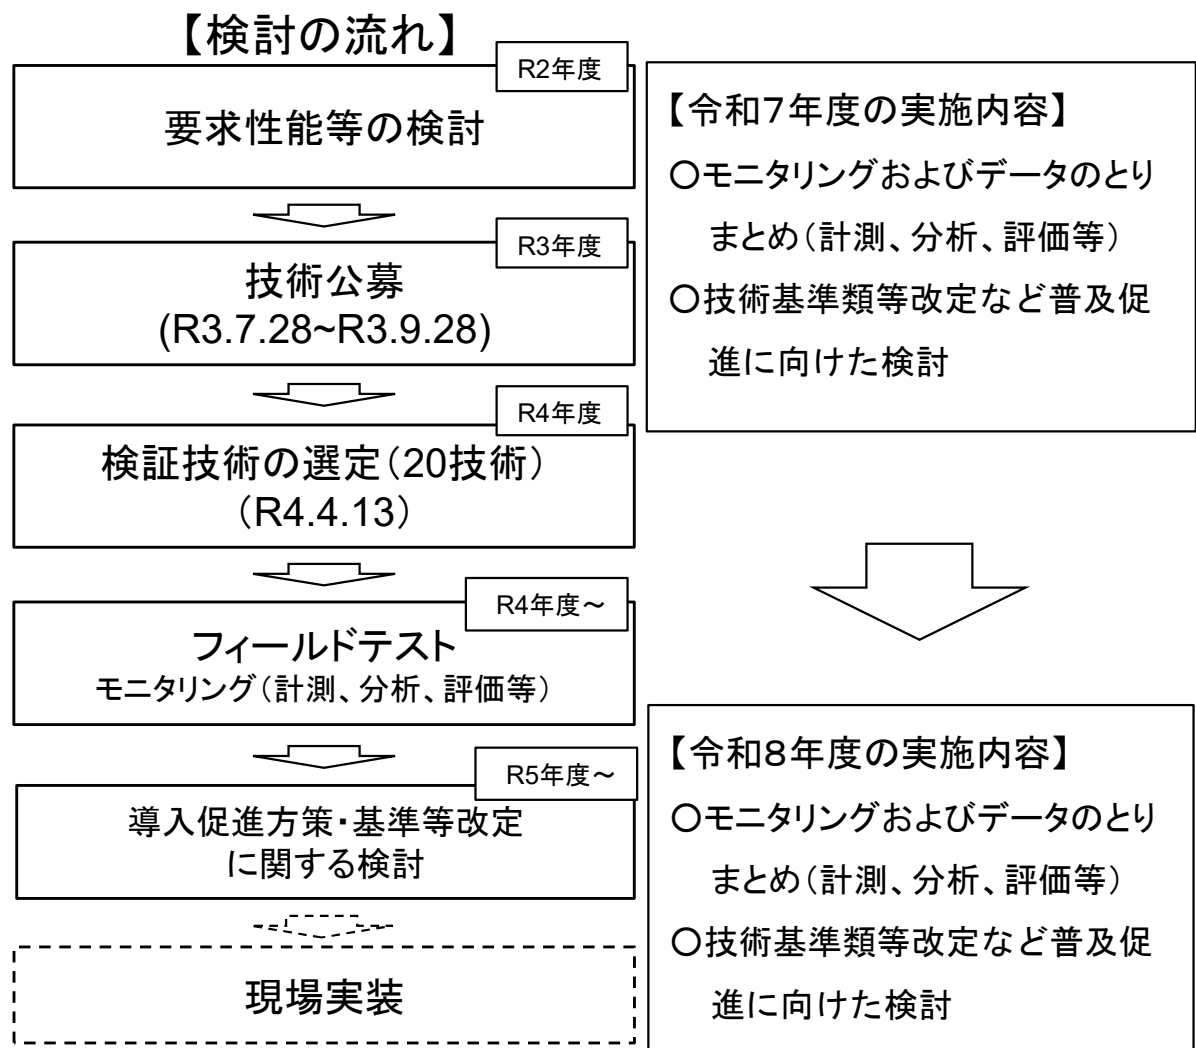 【検討の流れ】
R2年度
要求性能等の検討
R3年度
技術公募
(R3.7.28~R3.9.28)
R4年度
検証技術の選定(20技術)
(R4.4.13)
R4年度~
フィールドテスト
モニタリング(計測、分析、評価等)
R5年度~
導入促進方策・基準等改定
に関する検討
現場実装
【令和7年度の実施内容】
○モニタリングおよびデータのとり
まとめ(計測、分析、評価等)
○技術基準類等改定など普及促
進に向けた検討
【令和8年度の実施内容】
○モニタリングおよびデータのとり
まとめ(計測、分析、評価等)
○技術基準類等改定など普及促
進に向けた検討